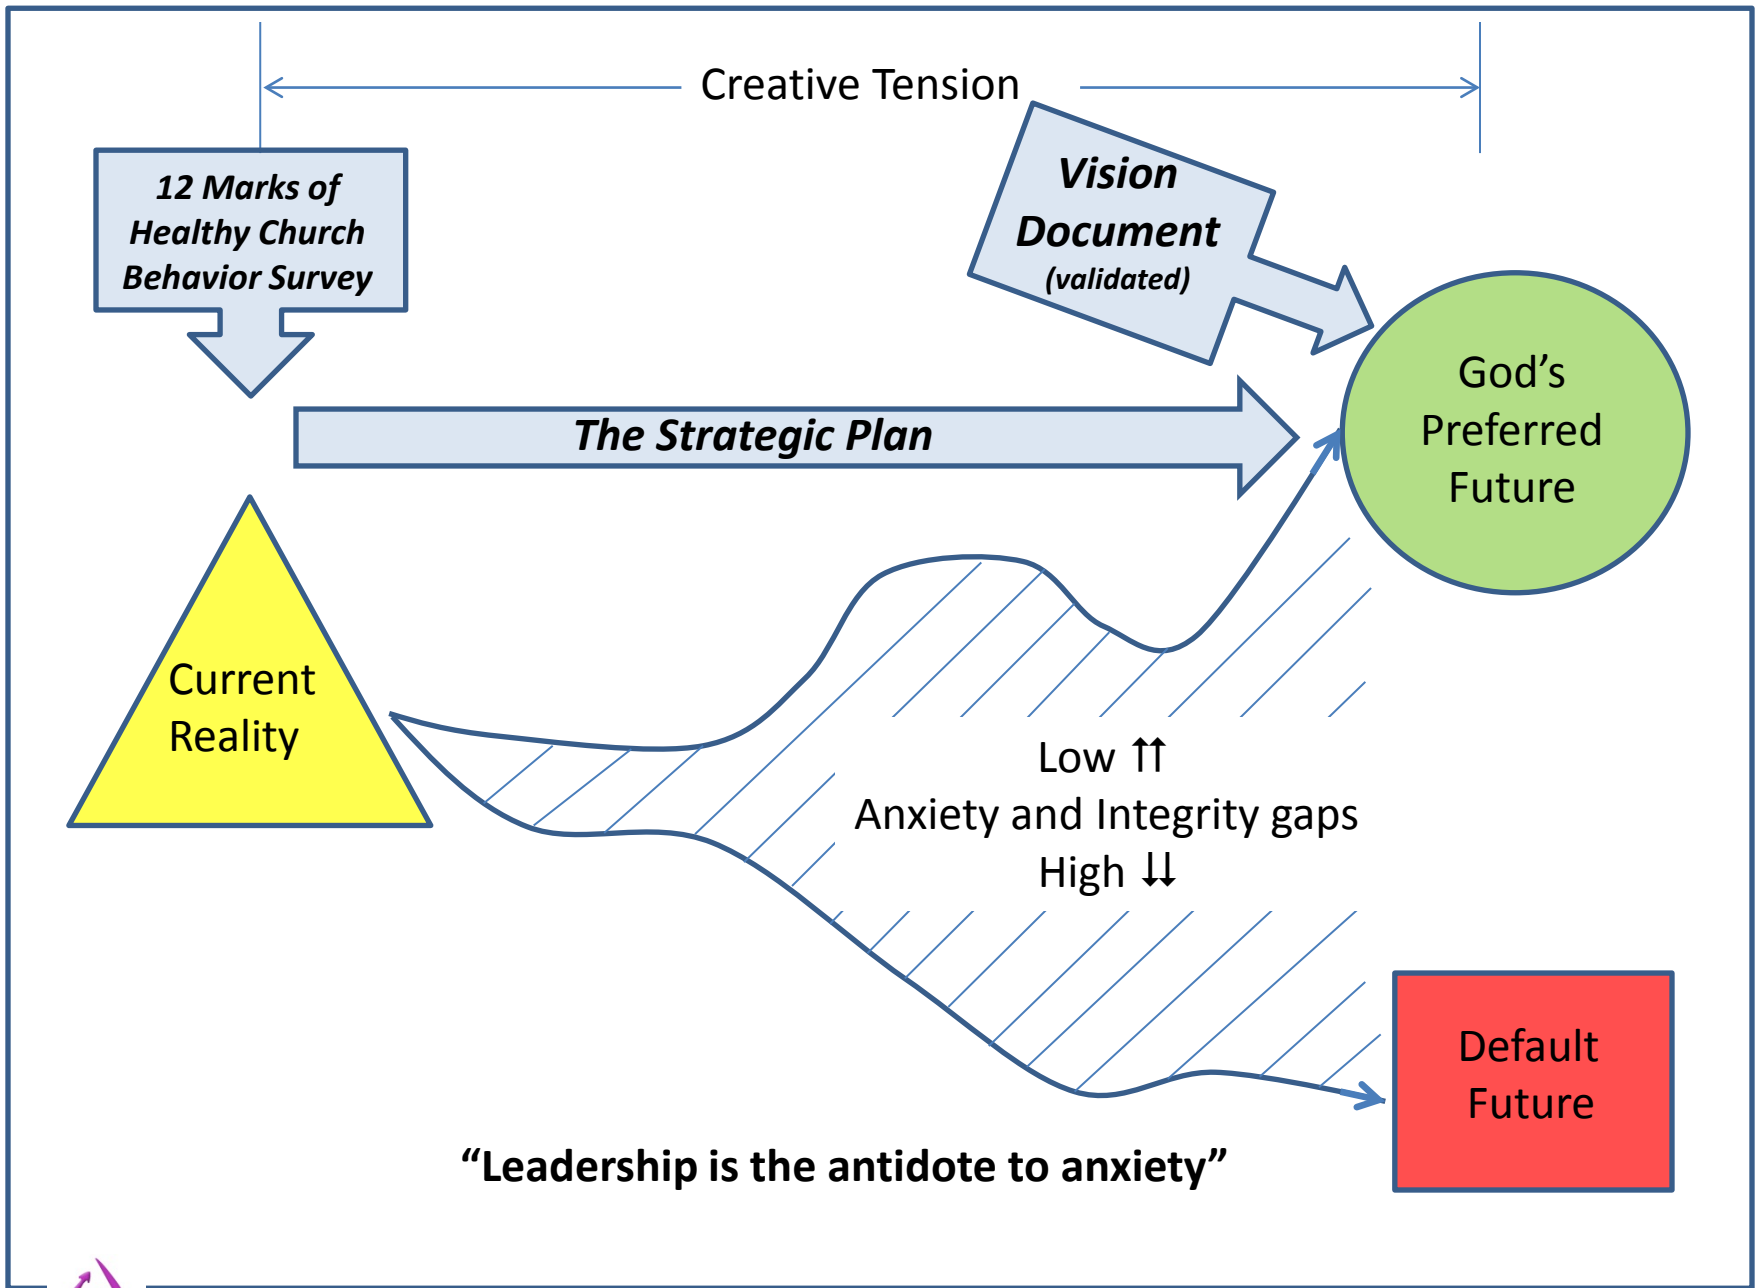 Creative Tension
12 Marks of
Healthy Church
Behavior Survey
Vision
Document
(validated)
God’s
Preferred
Future
The Strategic Plan
Current
Reality
Low ⇈
Anxiety and Integrity gaps
High ⇊
Default
Future
“Leadership is the antidote to anxiety”